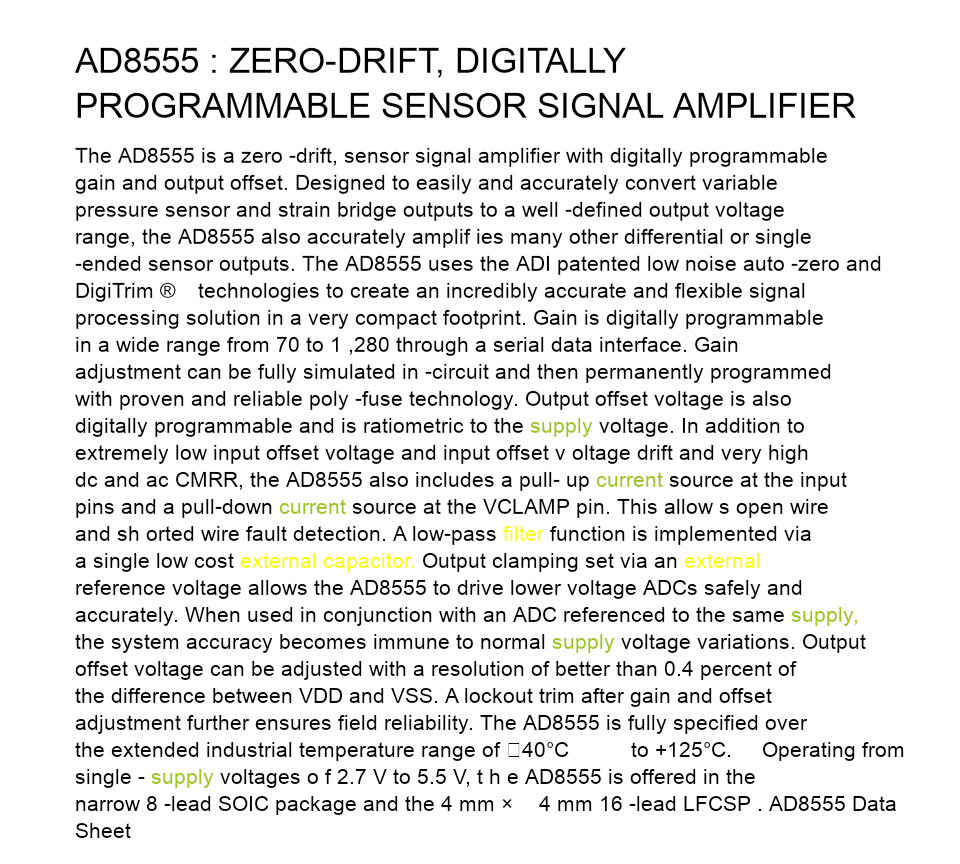 AD8555 : ZERO-DRIFT, DIGITALLY
PROGRAMMABLE SENSOR SIGNAL AMPLIFIER
The AD8555 is a zero -drift, sensor signal amplifier with digitally programmable
gain and output offset. Designed to easily and accurately convert variable
pressure sensor and strain bridge outputs to a well -defined output voltage
range, the AD8555 also accurately amplif ies many other differential or single
-ended sensor outputs. The AD8555 uses the ADI patented low noise auto -zero and
DigiTrim ® technologies to create an incredibly accurate and flexible signal
processing solution in a very compact footprint. Gain is digitally programmable
in a wide range from 70 to 1 ,280 through a serial data interface. Gain
adjustment can be fully simulated in -circuit and then permanently programmed
with proven and reliable poly -fuse technology. Output offset voltage is also
digitally programmable and is ratiometric to the supply voltage. In addition to
extremely low input offset voltage and input offset v oltage drift and very high
dc and ac CMRR, the AD8555 also includes a pull- up current source at the input
pins and a pull-down current source at the VCLAMP pin. This allow s open wire
and sh orted wire fault detection. A low-pass filter function is implemented via
a single low cost external capacitor. Output clamping set via an external
reference voltage allows the AD8555 to drive lower voltage ADCs safely and
accurately. When used in conjunction with an ADC referenced to the same supply,
the system accuracy becomes immune to normal supply voltage variations. Output
offset voltage can be adjusted with a resolution of better than 0.4 percent of
the difference between VDD and VSS. A lockout trim after gain and offset
adjustment further ensures field reliability. The AD8555 is fully specified over
the extended industrial temperature range of 40°C to +125°C. Operating from
single - supply voltages o f 2.7 V to 5.5 V, t h e AD8555 is offered in the
narrow 8 -lead SOIC package and the 4 mm × 4 mm 16 -lead LFCSP . AD8555 Data
Sheet